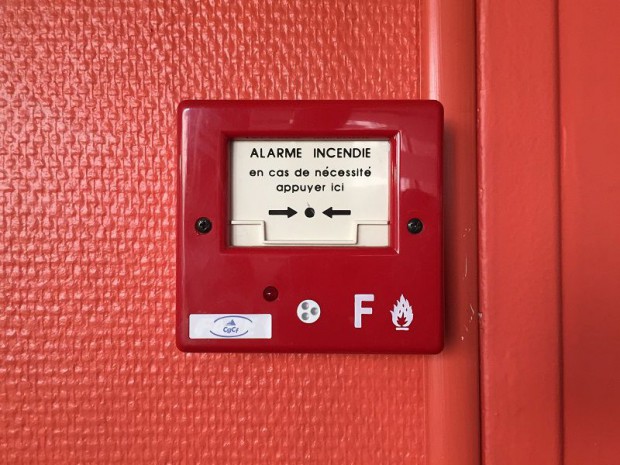 ALARME INCENDIE
en cas de nécessité
appuyer ici
F